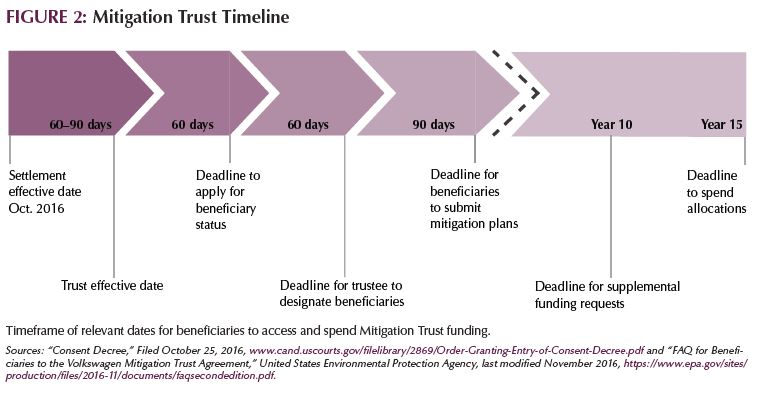 FIGURE 2: Mitigation Trust Timeline
60–90 days
60 days
60 days
90 days
Year 10
Year 15
Settlement
effective date
Oct. 2016
Deadline to
apply for
beneficiary
status
Deadline for
beneficiaries
to submit
mitigation plans
Deadline
to spend
allocations
Trust effective date
Deadline for trustee to
designate beneficiaries
Deadline for supplemental
funding requests
Timeframe of relevant dates for beneficiaries to access and spend Mitigation Trust funding.
Sources: “Consent Decree,” Filed October 25, 2016, www.cand.uscourts.gov/filelibrary/2869/Order-Granting-Entry-of-Consent-Decree.pdf and “FAQ for Benefi-
ciaries to the Volkswagen Mitigation Trust Agreement,” United States Environmental Protection Agency, last modified November 2016, https://www.epa.gov/sites/
production/files/2016-11/documents/faqsecondedition.pdf.